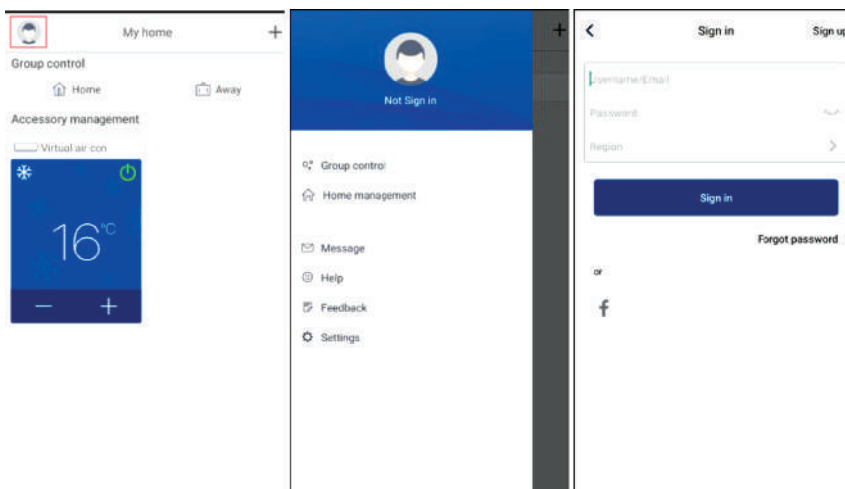 My home
+
Group control
Home
Away
Accessory management
Virtual air con
16°C
− +
Not Sign in
Group control
Home management
Message
Help
Feedback
Settings
+
Sign in
Sign up
Username/Email
Password
Region
Sign in
Forgot password
or
f